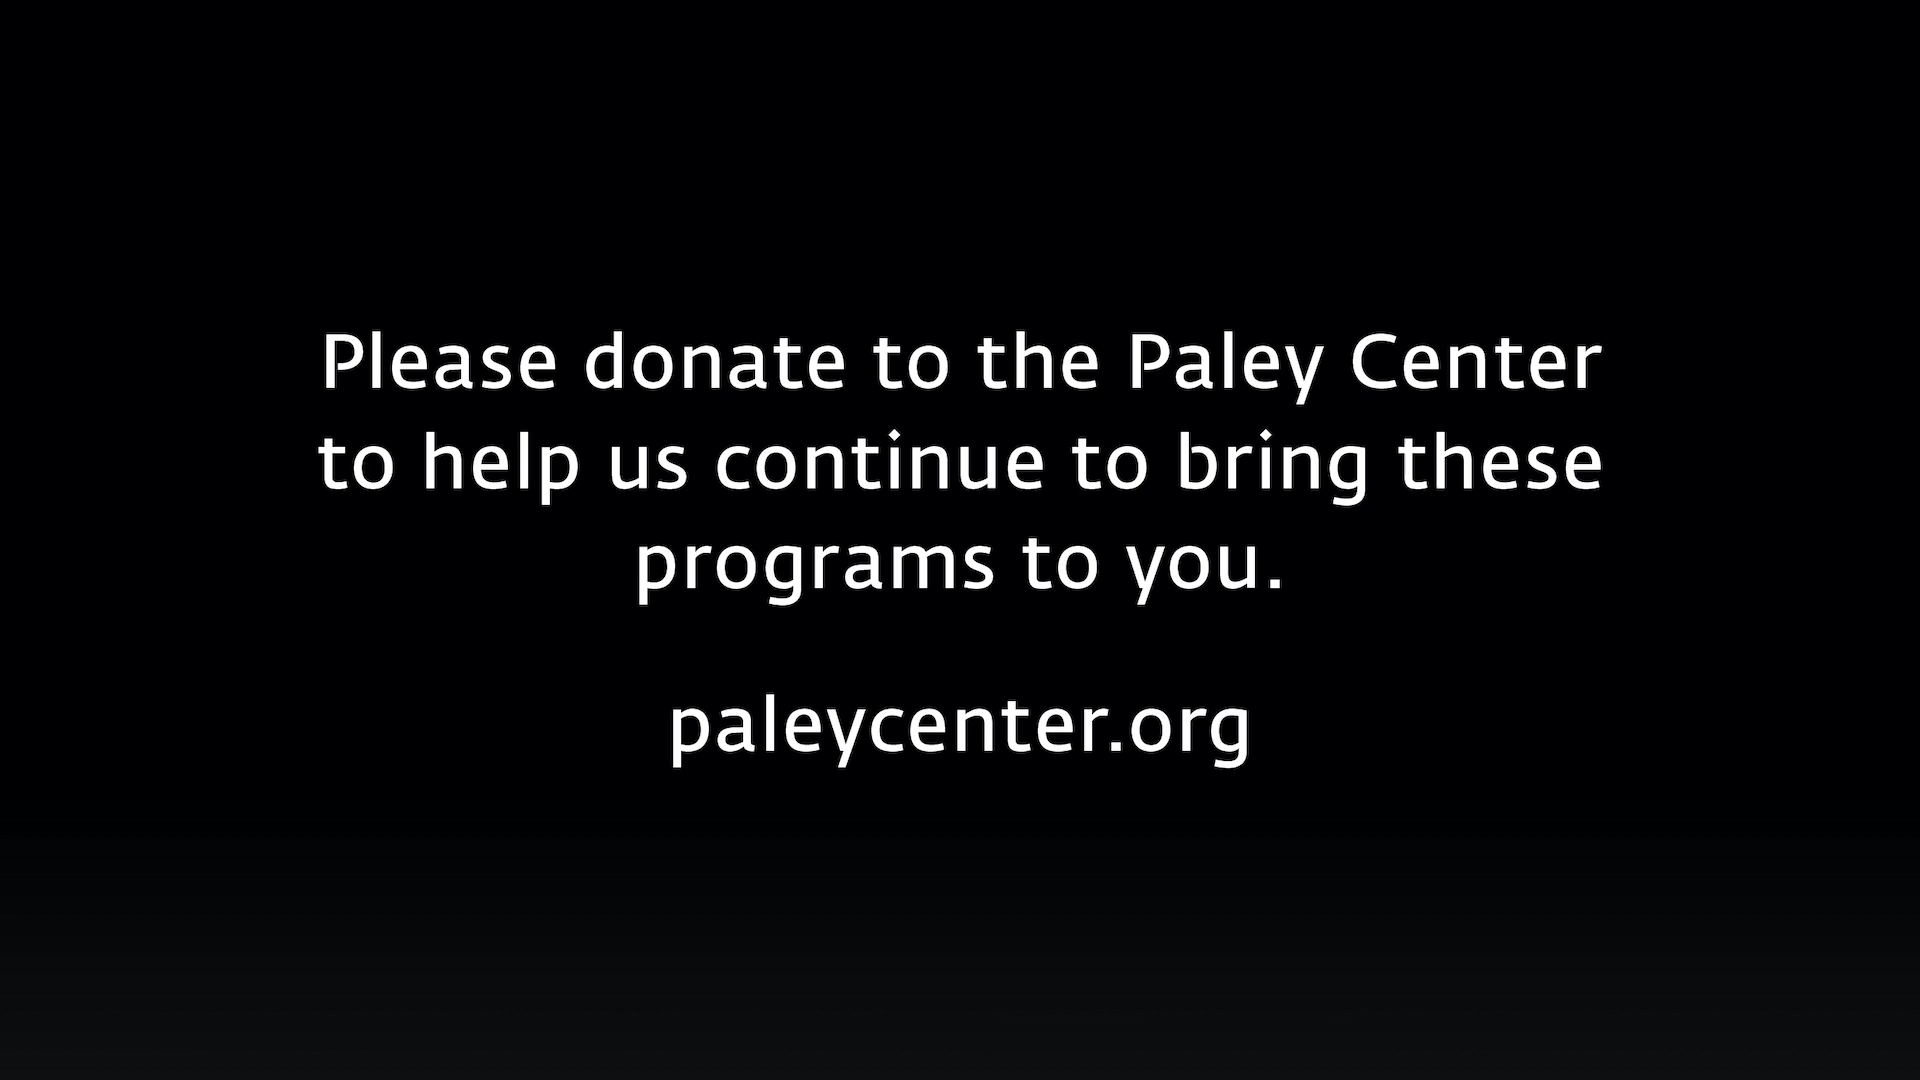 Please donate to the Paley Center
to help us continue to bring these
programs to you.
paleycenter.org